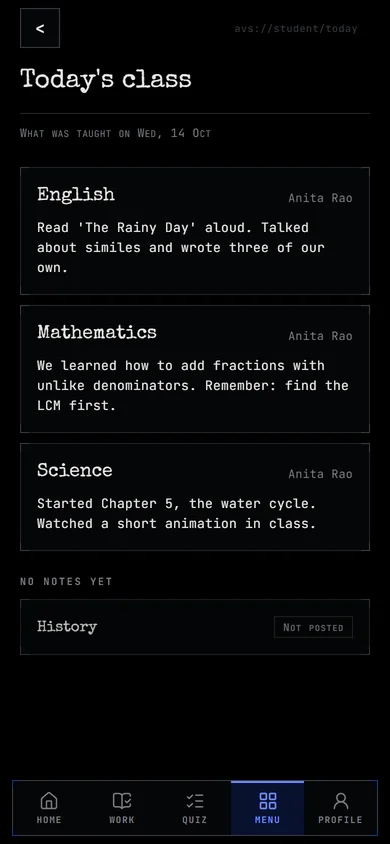 <
avs://student/today
Today's class
What was taught on Wed, 14 Oct
English
Anita Rao
Read 'The Rainy Day' aloud. Talked
about similes and wrote three of our
own.
Mathematics
Anita Rao
We learned how to add fractions with
unlike denominators. Remember: find the
LCM first.
Science
Anita Rao
Started Chapter 5, the water cycle.
Watched a short animation in class.
NO NOTES YET
History
Not posted
HOME
WORK
QUIZ
MENU
PROFILE